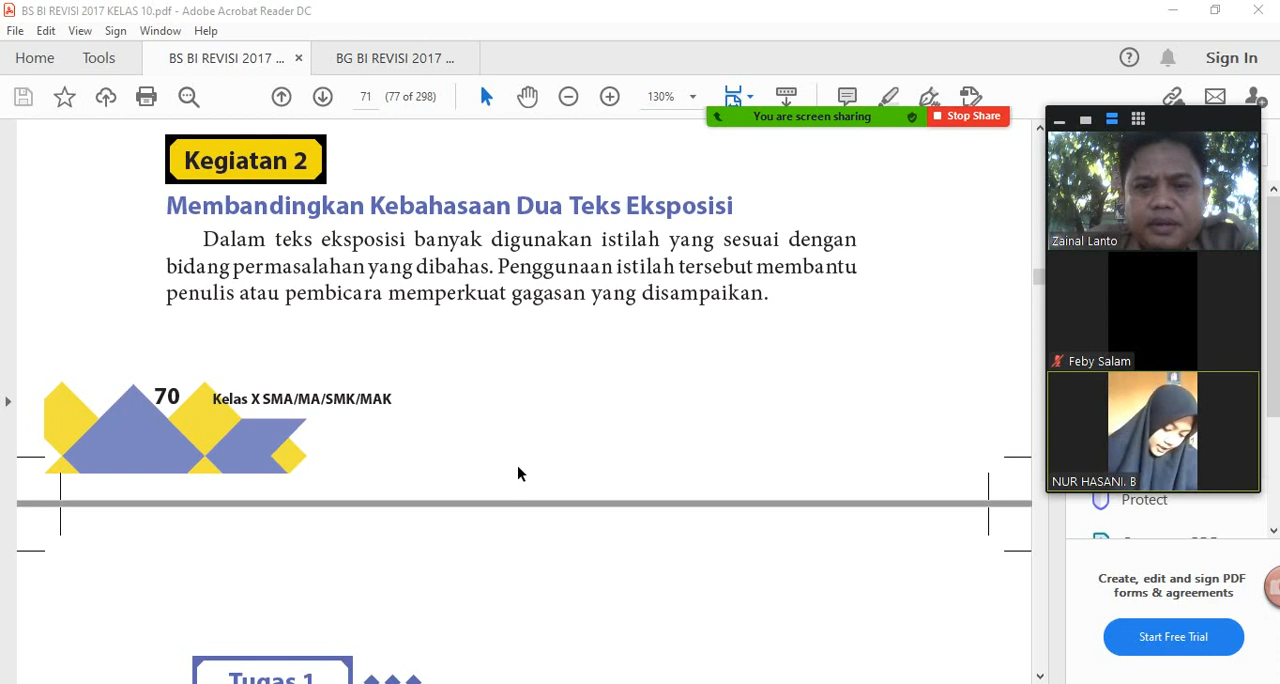 BS BI REVISI 2017 KELAS 10.pdf - Adobe Acrobat Reader DC
File Edit View Sign Window Help
Home Tools BS BI REVISI 2017 ... × BG BI REVISI 2017 ... Sign In
71 (77 of 298) 130%
You are screen sharing Stop Share
Kegiatan 2
Membandingkan Kebahasaan Dua Teks Eksposisi
Dalam teks eksposisi banyak digunakan istilah yang sesuai dengan
bidang permasalahan yang dibahas. Penggunaan istilah tersebut membantu
penulis atau pembicara memperkuat gagasan yang disampaikan.
70 Kelas X SMA/MA/SMK/MAK
Tugas 1
Zainal Lanto
Feby Salam
NUR HASANI. B
Protect
Create, edit and sign PDF
forms & agreements
Start Free Trial